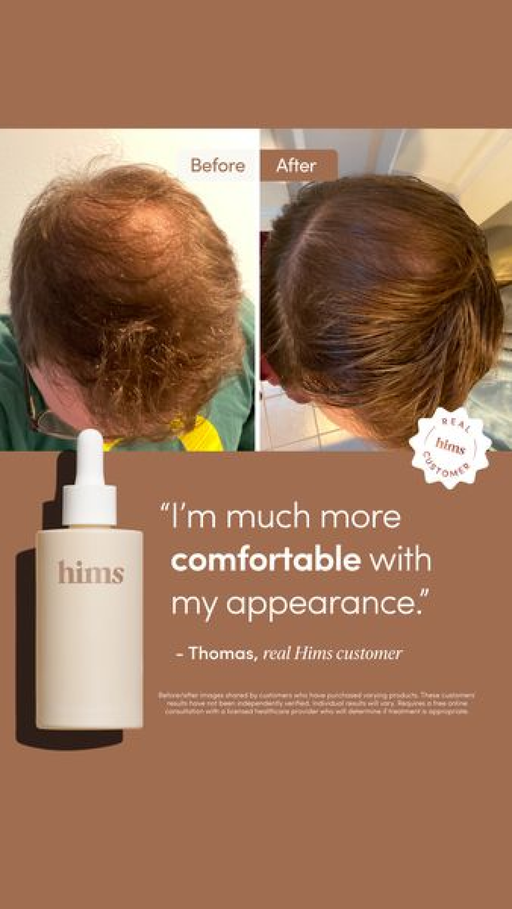 Before
After
REAL
hims
CUSTOMER
hims
“I’m much more
comfortable with
my appearance.”
- Thomas, real Hims customer
Before/after images shared by customers who have purchased varying products. These customers’
results have not been independently verified. Individual results will vary. Requires a free online
consultation with a licensed healthcare provider who will determine if treatment is appropriate.